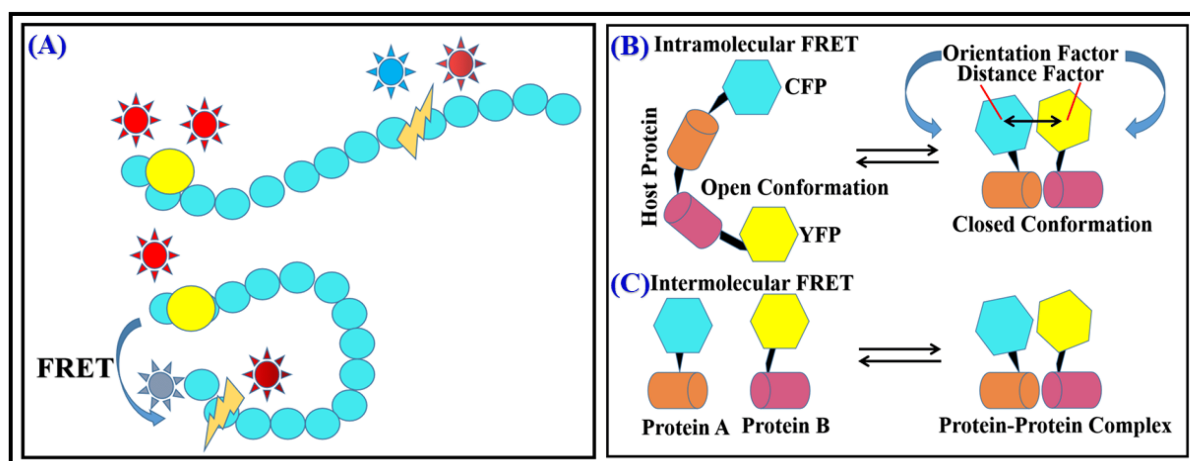 (A)
FRET
(B)
Intramolecular FRET
CFP
Host Protein
Open Conformation
YFP
Orientation Factor
Distance Factor
Closed Conformation
(C)
Intermolecular FRET
Protein A
Protein B
Protein-Protein Complex